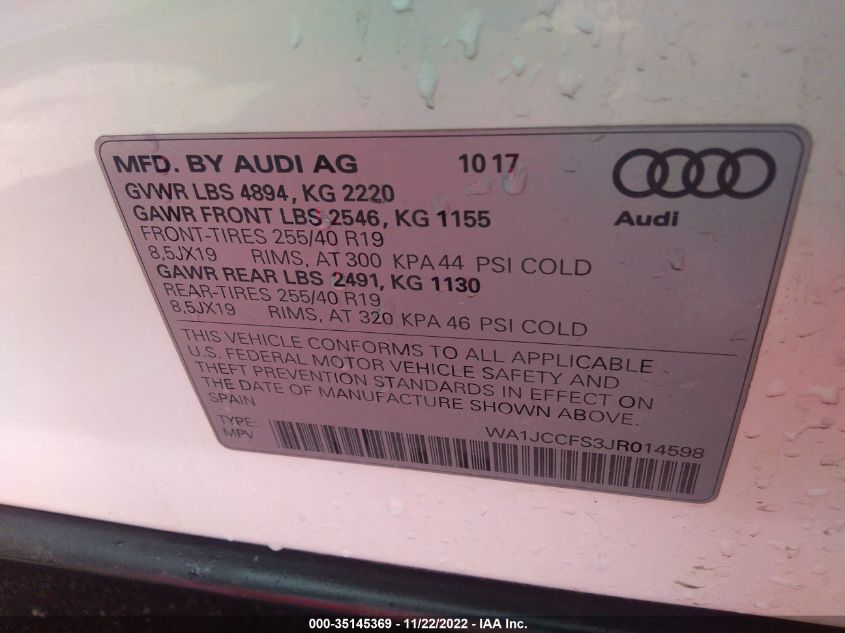 MFD. BY AUDI AG 10 17
GVWR LBS 4894, KG 2220
GAWR FRONT LBS 2546, KG 1155
FRONT-TIRES 255/40 R19
8,5JX19 RIMS, AT 300 KPA 44 PSI COLD
GAWR REAR LBS 2491, KG 1130
REAR-TIRES 255/40 R19
8,5JX19 RIMS, AT 320 KPA 46 PSI COLD
Audi
THIS VEHICLE CONFORMS TO ALL APPLICABLE
U.S. FEDERAL MOTOR VEHICLE SAFETY AND
THEFT PREVENTION STANDARDS IN EFFECT ON
THE DATE OF MANUFACTURE SHOWN ABOVE.
SPAIN
TYPE:
MPV
WA1JCCFS3JR014598
000-35145369 - 11/22/2022 - IAA Inc.